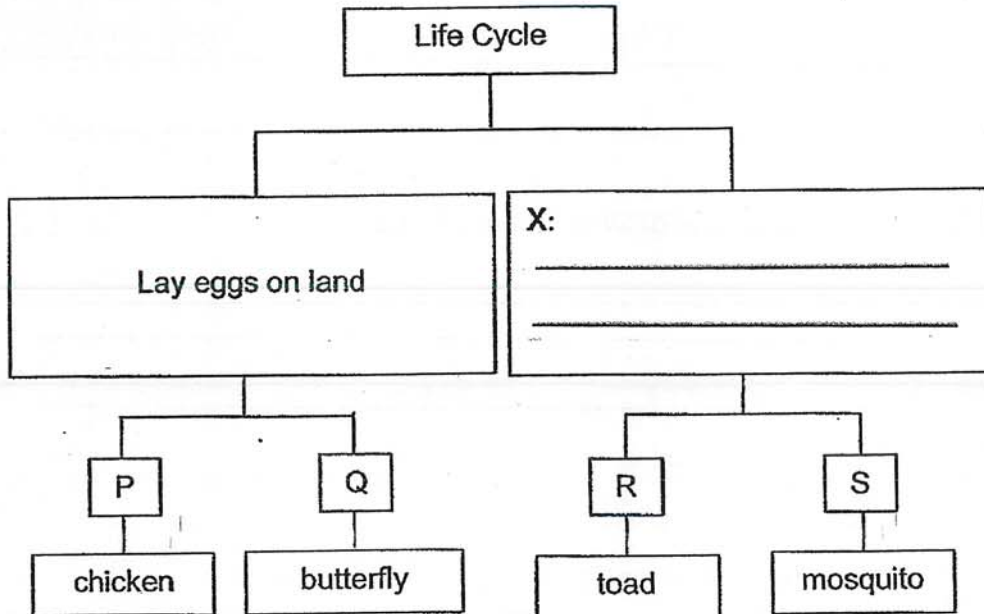 Life Cycle
Lay eggs on land
X:
P
Q
R
S
chicken
butterfly
toad
mosquito